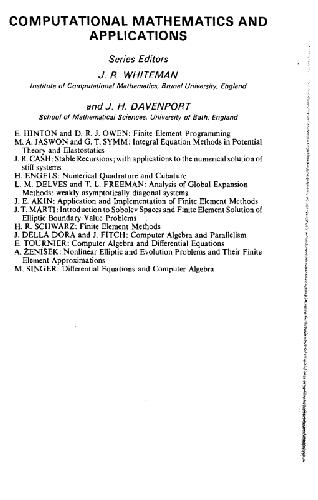 COMPUTATIONAL MATHEMATICS AND
APPLICATIONS
Series Editors
J. R. WHITEMAN
Institute of Computational Mathematics, Brunel University, England
and J. H. DAVENPORT
School of Mathematical Sciences, University of Bath, England
E. HINTON and D. R. J. OWEN: Finite Element Programming
M. A. JASWON and G. T. SYMM: Integral Equation Methods in Potential
Theory and Elastostatics
J. R. CASH: Stable Recursions; with applications to the numerical solution of
stiff systems
H. ENGELS: Numerical Quadrature and Cubature
L. M. DELVES and T. L. FREEMAN: Analysis of Global Expansion
Methods: weakly asymptotically diagonal systems
J. E. AKIN: Application and Implementation of Finite Element Methods
J. T. MARTI: Introduction to Sobolev Spaces and Finite Element Solution of
Elliptic Boundary Value Problems
H. R. SCHWARZ: Finite Element Methods
J. DELLA DORA and J. FITCH: Computer Algebra and Parallelism
E. TOURNIER: Computer Algebra and Differential Equations
A. ŽENÍŠEK: Nonlinear Elliptic and Evolution Problems and Their Finite
Element Approximations
M. SINGER: Differential Equations and Computer Algebra